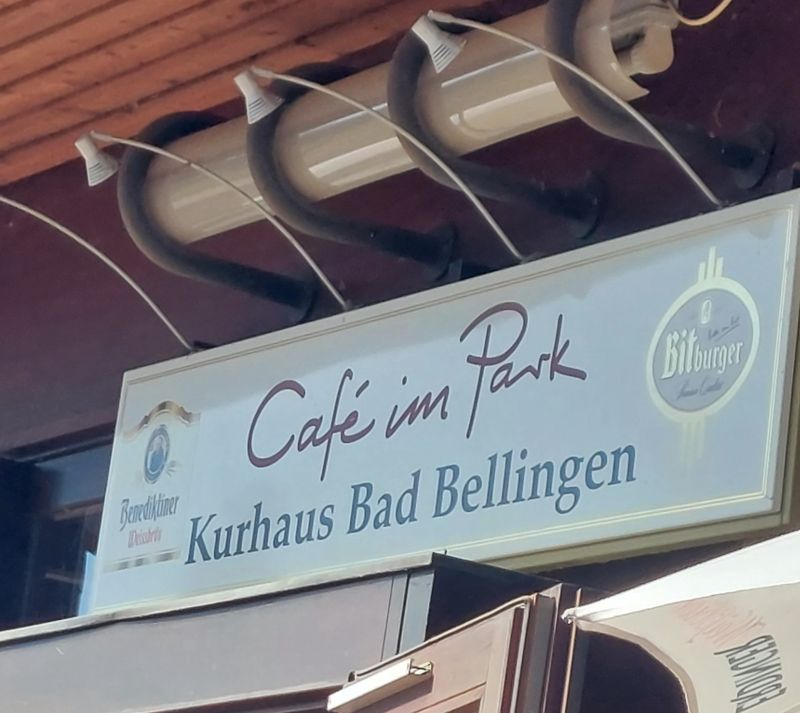 Café im Park
Kurhaus Bad Bellingen
Benediktiner
Weissbräu
Bitburger